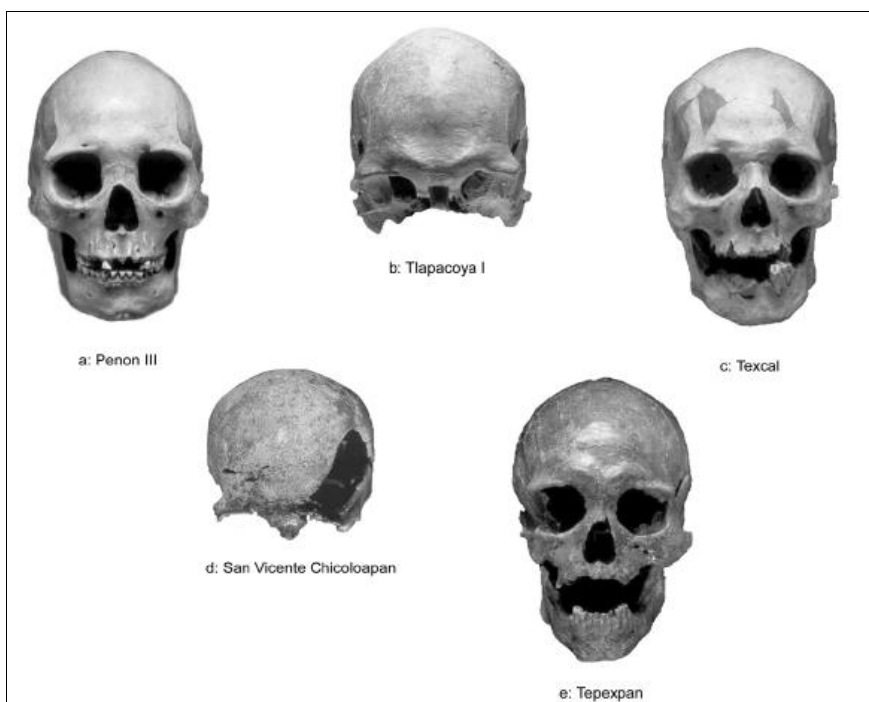 b: Tlapacoya I
a: Penon III
c: Texcal
d: San Vicente Chicoloapan
e: Tepexpan